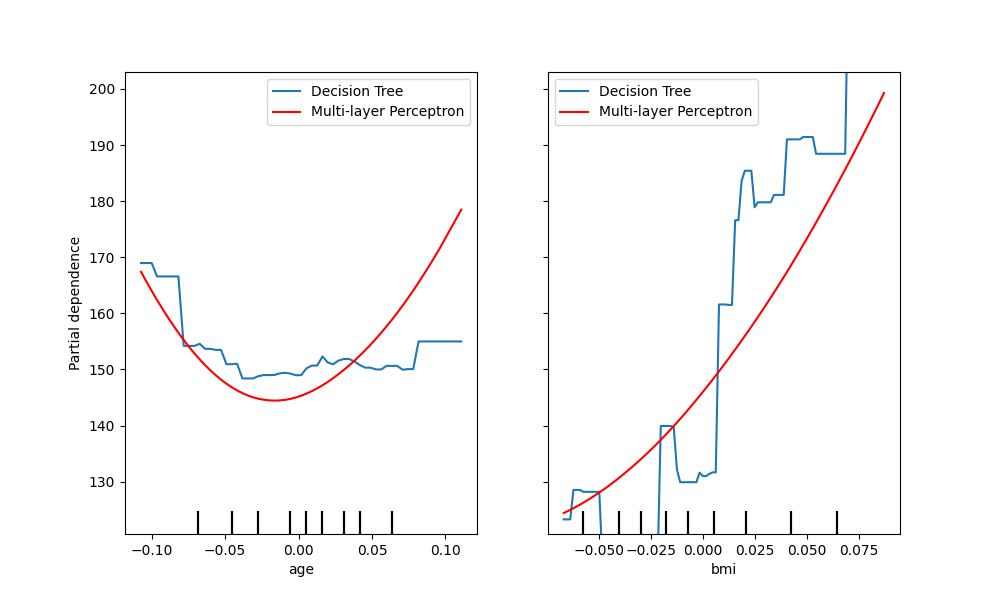 Decision Tree
Multi-layer Perceptron
200
190
180
170
160
150
140
130
Partial dependence
−0.10 −0.05 0.00 0.05 0.10
age
Decision Tree
Multi-layer Perceptron
−0.050 −0.025 0.000 0.025 0.050 0.075
bmi